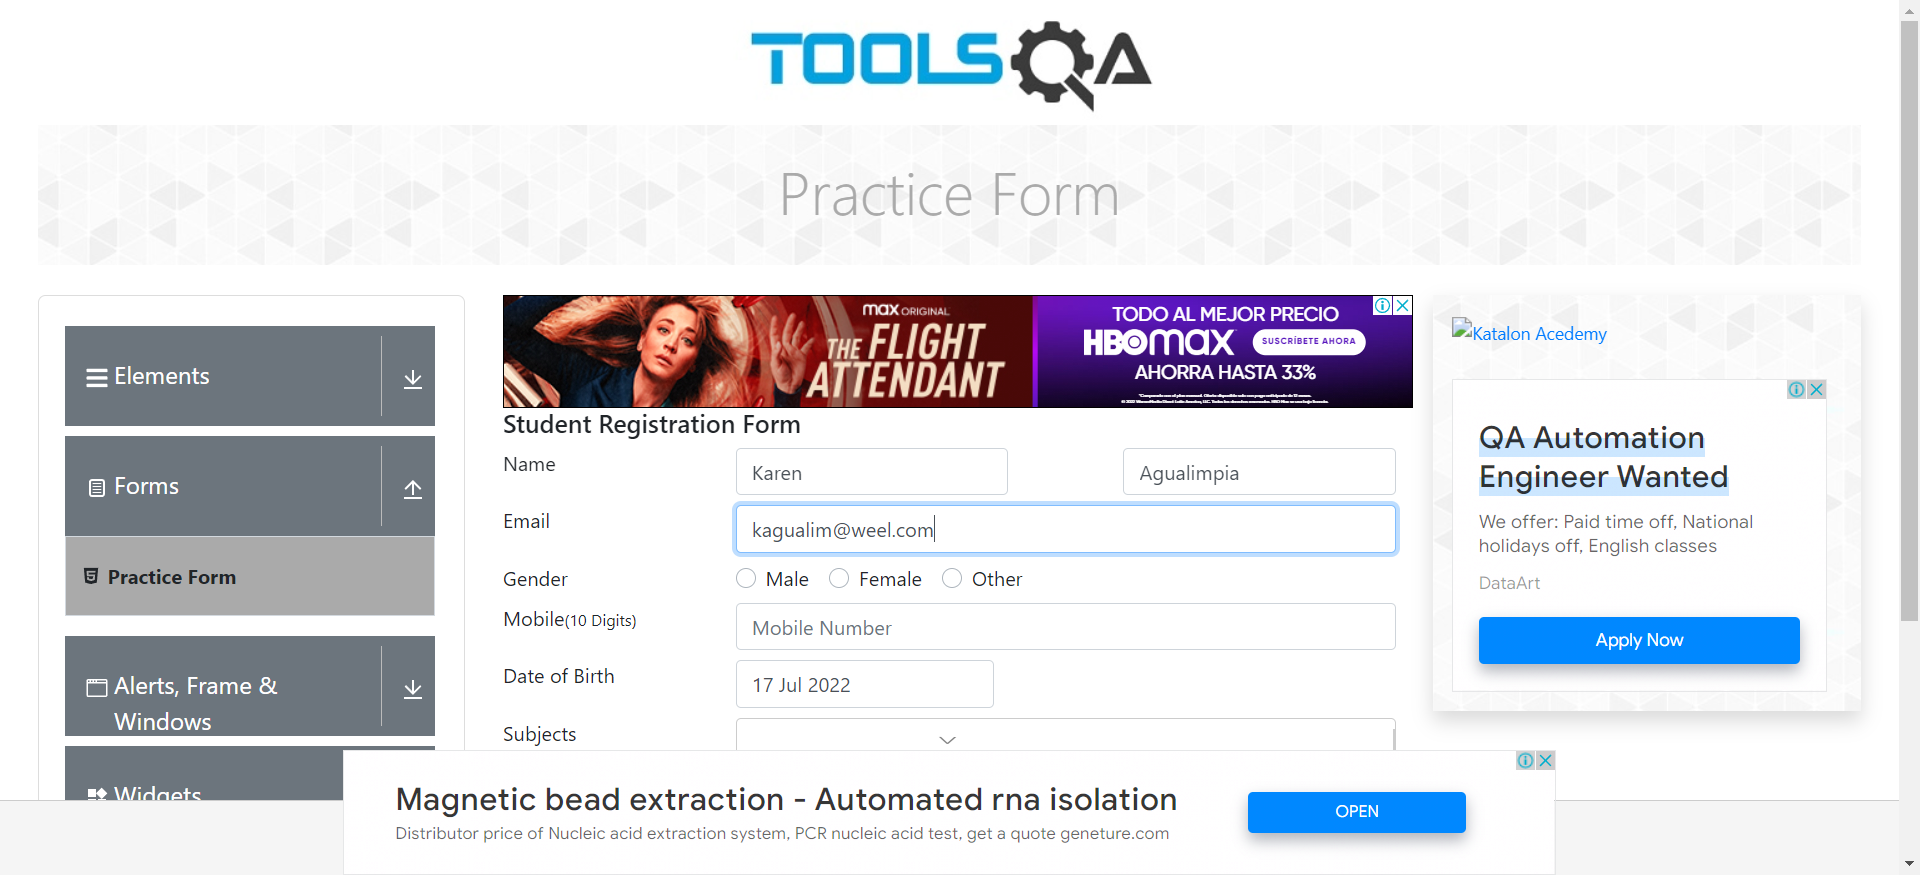 TOOLSQA
Practice Form
Elements
Forms
Practice Form
Alerts, Frame &
Windows
Widgets
max ORIGINAL
THE FLIGHT
ATTENDANT
TODO AL MEJOR PRECIO
HBOMAX
SUSCRÍBETE AHORA
AHORRA HASTA 33%
Student Registration Form
Name
Karen
Agualimpia
Email
kagualim@weel.com
Gender
Male
Female
Other
Mobile(10 Digits)
Mobile Number
Date of Birth
17 Jul 2022
Subjects
Katalon Acedemy
QA Automation
Engineer Wanted
We offer: Paid time off, National
holidays off, English classes
DataArt
Apply Now
Magnetic bead extraction - Automated rna isolation
Distributor price of Nucleic acid extraction system, PCR nucleic acid test, get a quote geneture.com
OPEN